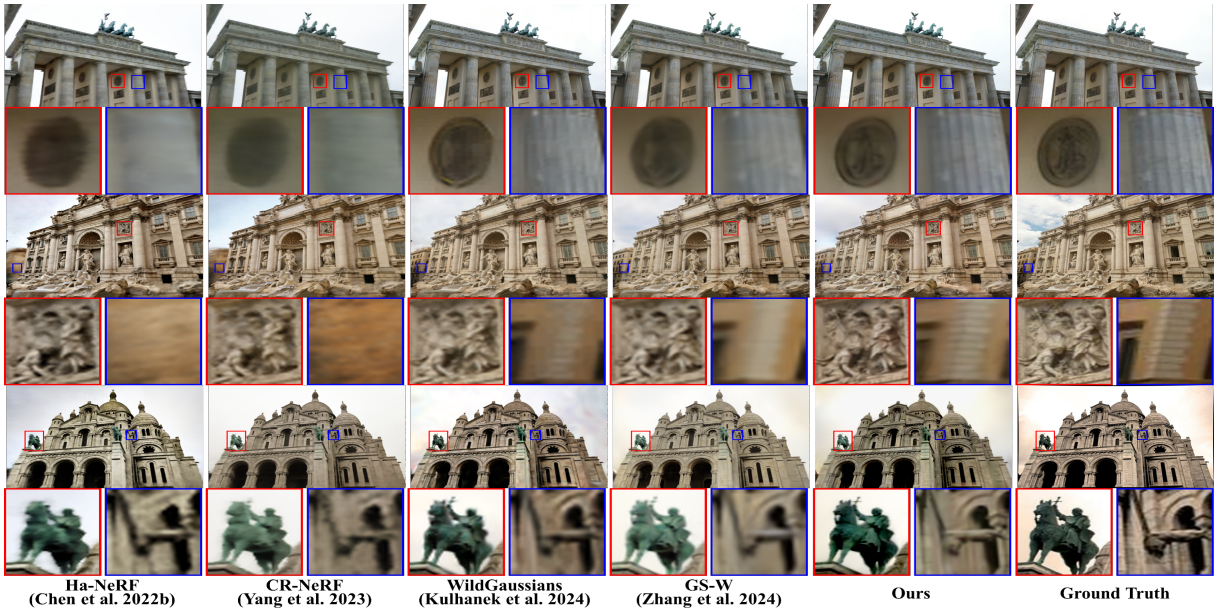 Ha-NeRF
(Chen et al. 2022b)
CR-NeRF
(Yang et al. 2023)
WildGaussians
(Kulhanek et al. 2024)
GS-W
(Zhang et al. 2024)
Ours
Ground Truth